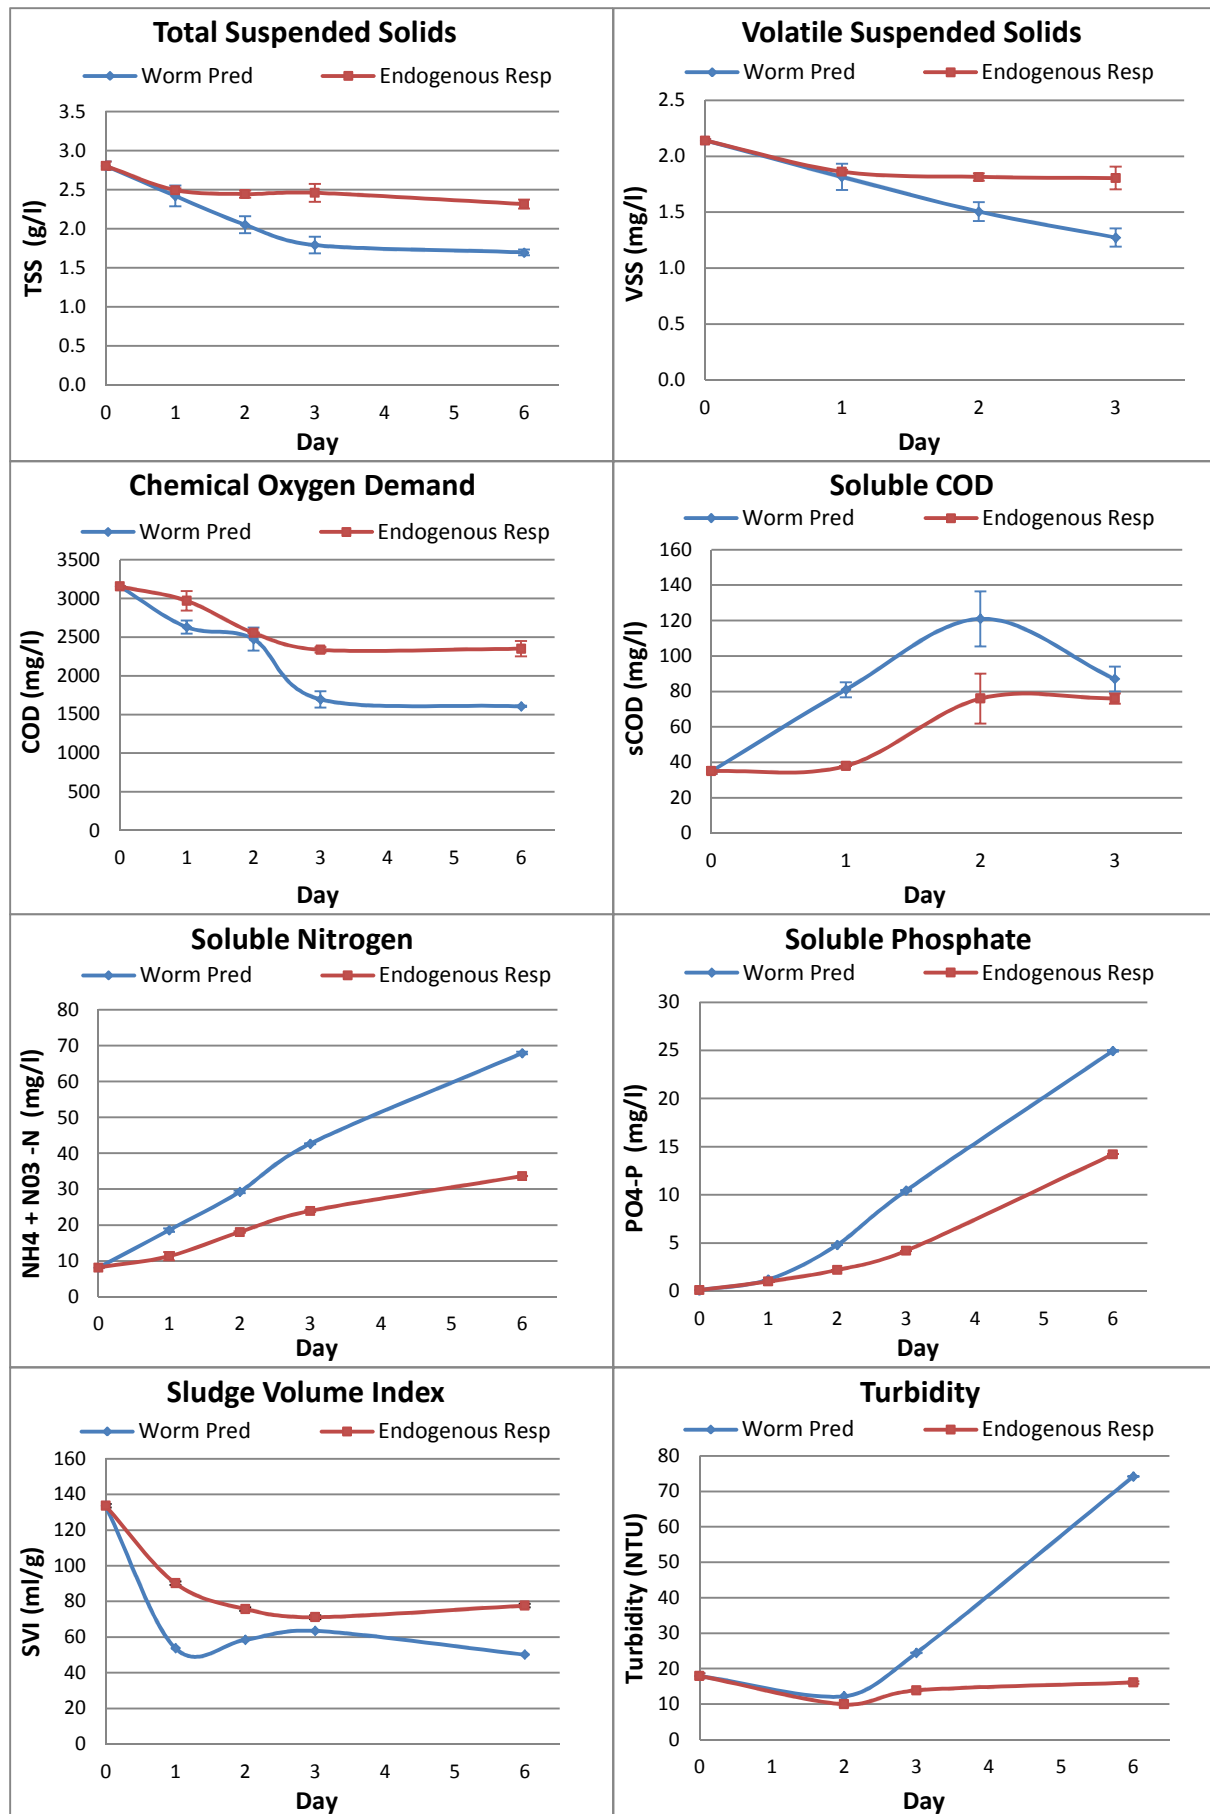 Total Suspended Solids
Worm Pred Endogenous Resp
TSS (g/l)
3.5
3.0
2.5
2.0
1.5
1.0
0.5
0.0
0 1 2 3 4 5 6
Day
Volatile Suspended Solids
Worm Pred Endogenous Resp
VSS (mg/l)
2.5
2.0
1.5
1.0
0.5
0.0
0 1 2 3
Day
Chemical Oxygen Demand
Worm Pred Endogenous Resp
COD (mg/l)
3500
3000
2500
2000
1500
1000
500
0
0 1 2 3 4 5 6
Day
Soluble COD
Worm Pred Endogenous Resp
sCOD (mg/l)
160
140
120
100
80
60
40
20
0
0 1 2 3
Day
Soluble Nitrogen
Worm Pred Endogenous Resp
NH4 + N03 -N (mg/l)
80
70
60
50
40
30
20
10
0
0 1 2 3 4 5 6
Day
Soluble Phosphate
Worm Pred Endogenous Resp
PO4-P (mg/l)
30
25
20
15
10
5
0
0 1 2 3 4 5 6
Day
Sludge Volume Index
Worm Pred Endogenous Resp
SVI (ml/g)
160
140
120
100
80
60
40
20
0
0 1 2 3 4 5 6
Day
Turbidity
Worm Pred Endogenous Resp
Turbidity (NTU)
80
70
60
50
40
30
20
10
0
0 1 2 3 4 5 6
Day